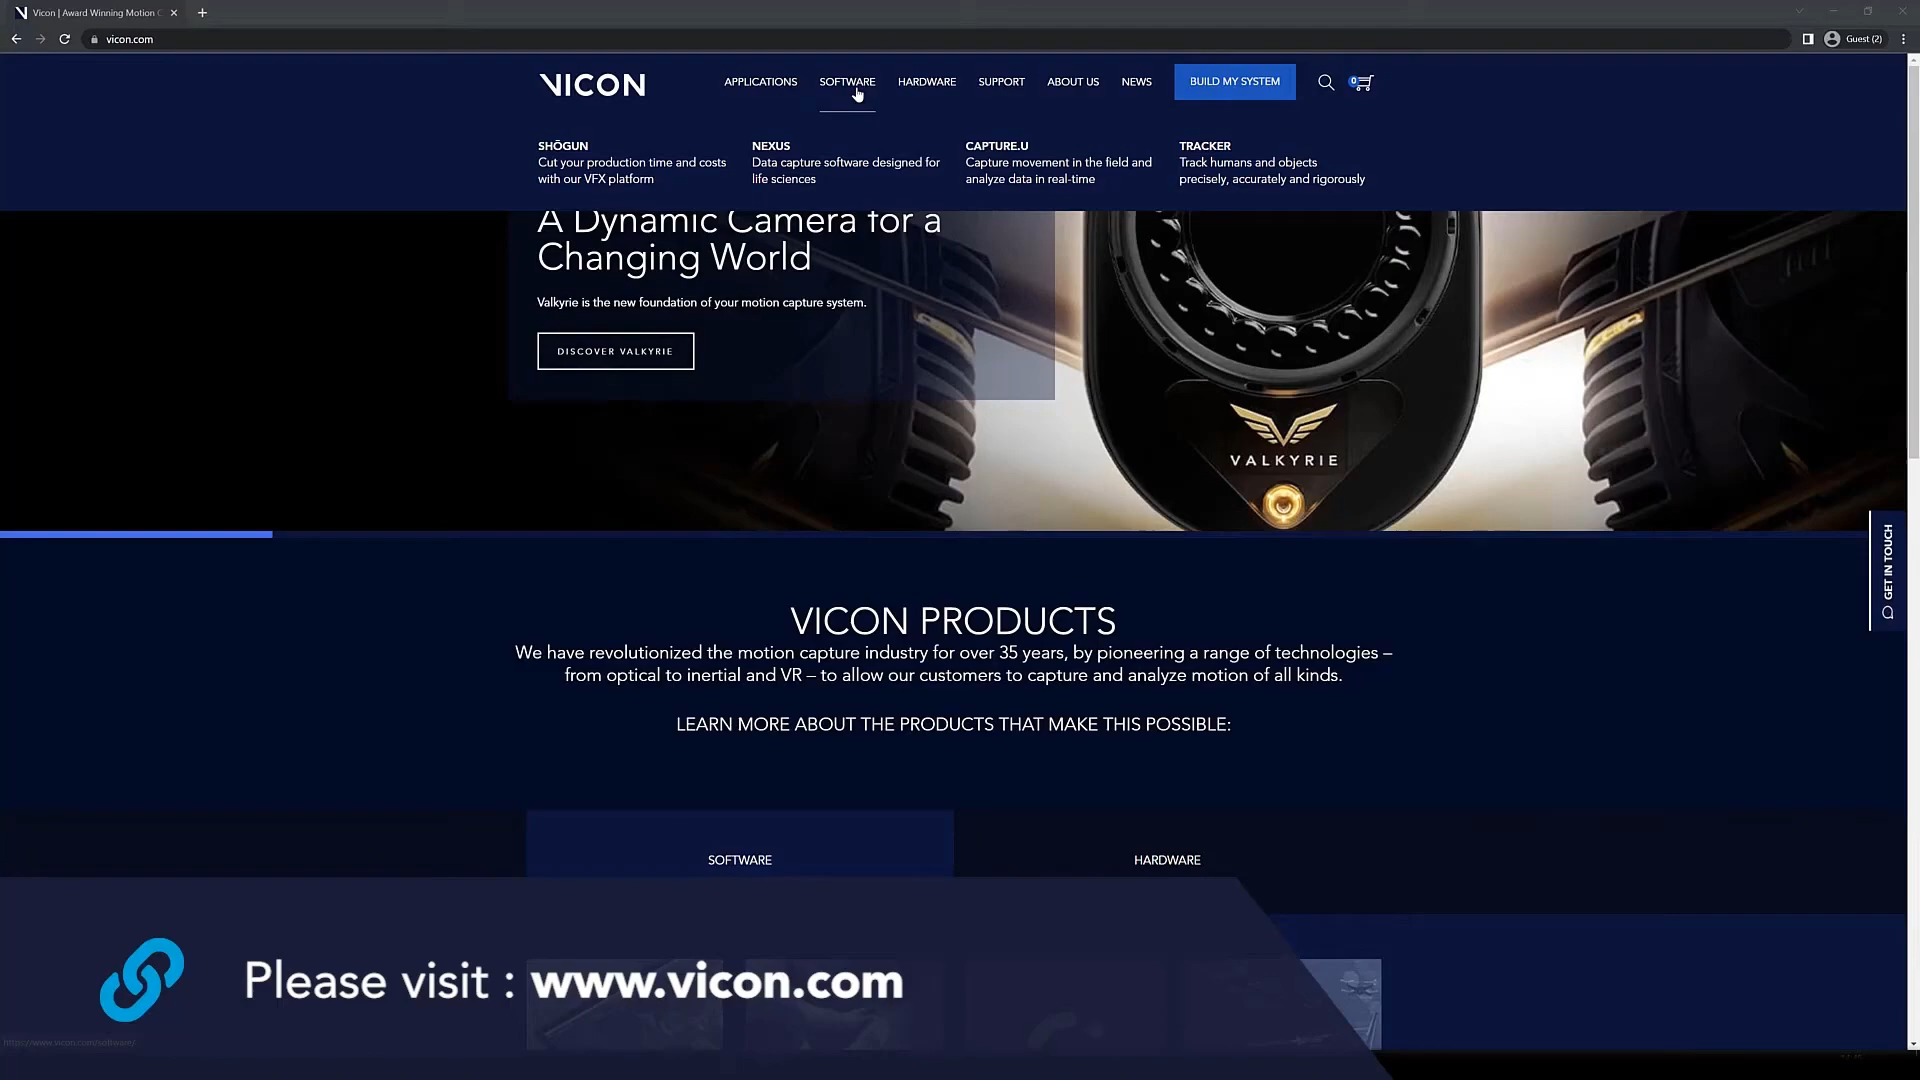 Vicon | Award Winning Motion C
vicon.com
Guest (2)
VICON
APPLICATIONS
SOFTWARE
HARDWARE
SUPPORT
ABOUT US
NEWS
BUILD MY SYSTEM
0
SHŌGUN
Cut your production time and costs
with our VFX platform
NEXUS
Data capture software designed for
life sciences
CAPTURE.U
Capture movement in the field and
analyze data in real-time
TRACKER
Track humans and objects
precisely, accurately and rigorously
A Dynamic Camera for a
Changing World
Valkyrie is the new foundation of your motion capture system.
DISCOVER VALKYRIE
VALKYRIE
GET IN TOUCH
VICON PRODUCTS
We have revolutionized the motion capture industry for over 35 years, by pioneering a range of technologies –
from optical to inertial and VR – to allow our customers to capture and analyze motion of all kinds.
LEARN MORE ABOUT THE PRODUCTS THAT MAKE THIS POSSIBLE:
SOFTWARE
HARDWARE
Please visit : www.vicon.com
https://www.vicon.com/software/